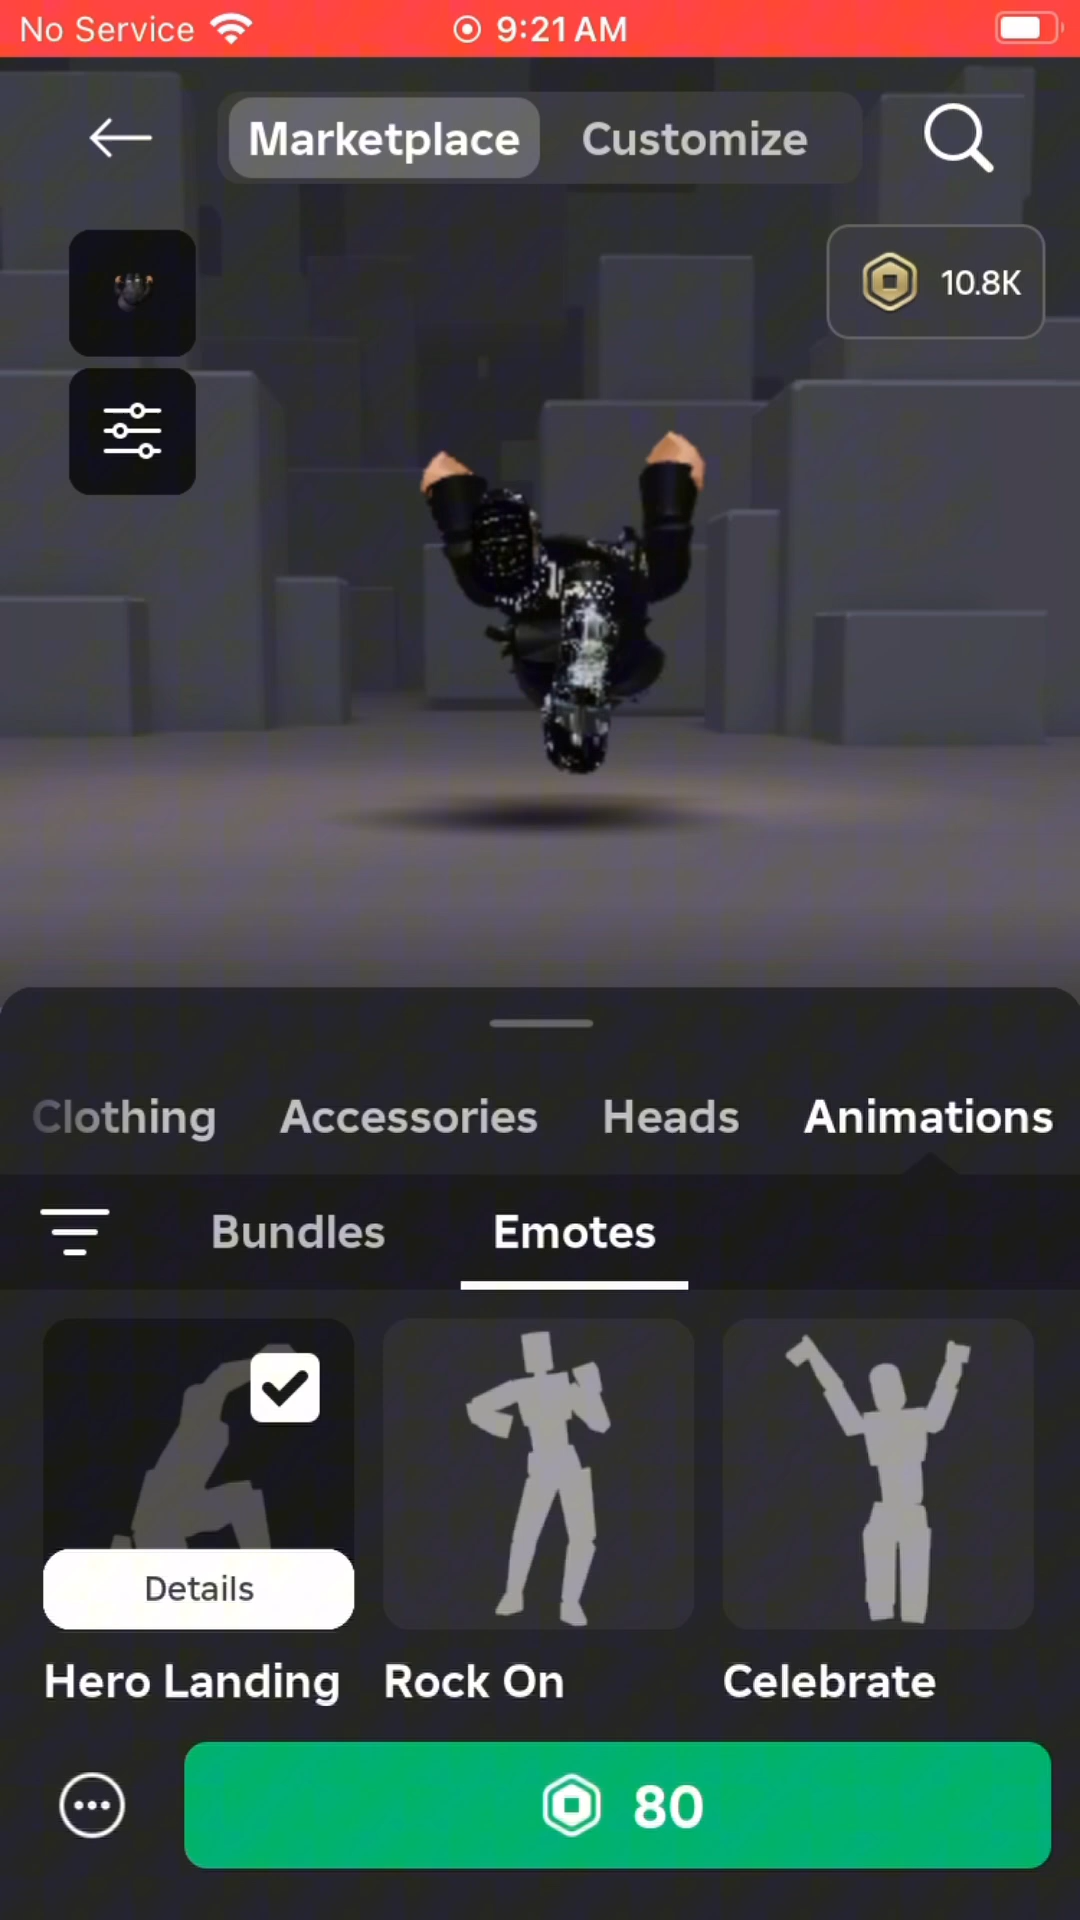 No Service 9:21 AM
Marketplace Customize
10.8K
Clothing Accessories Heads Animations
Bundles Emotes
Details
Hero Landing Rock On Celebrate
80